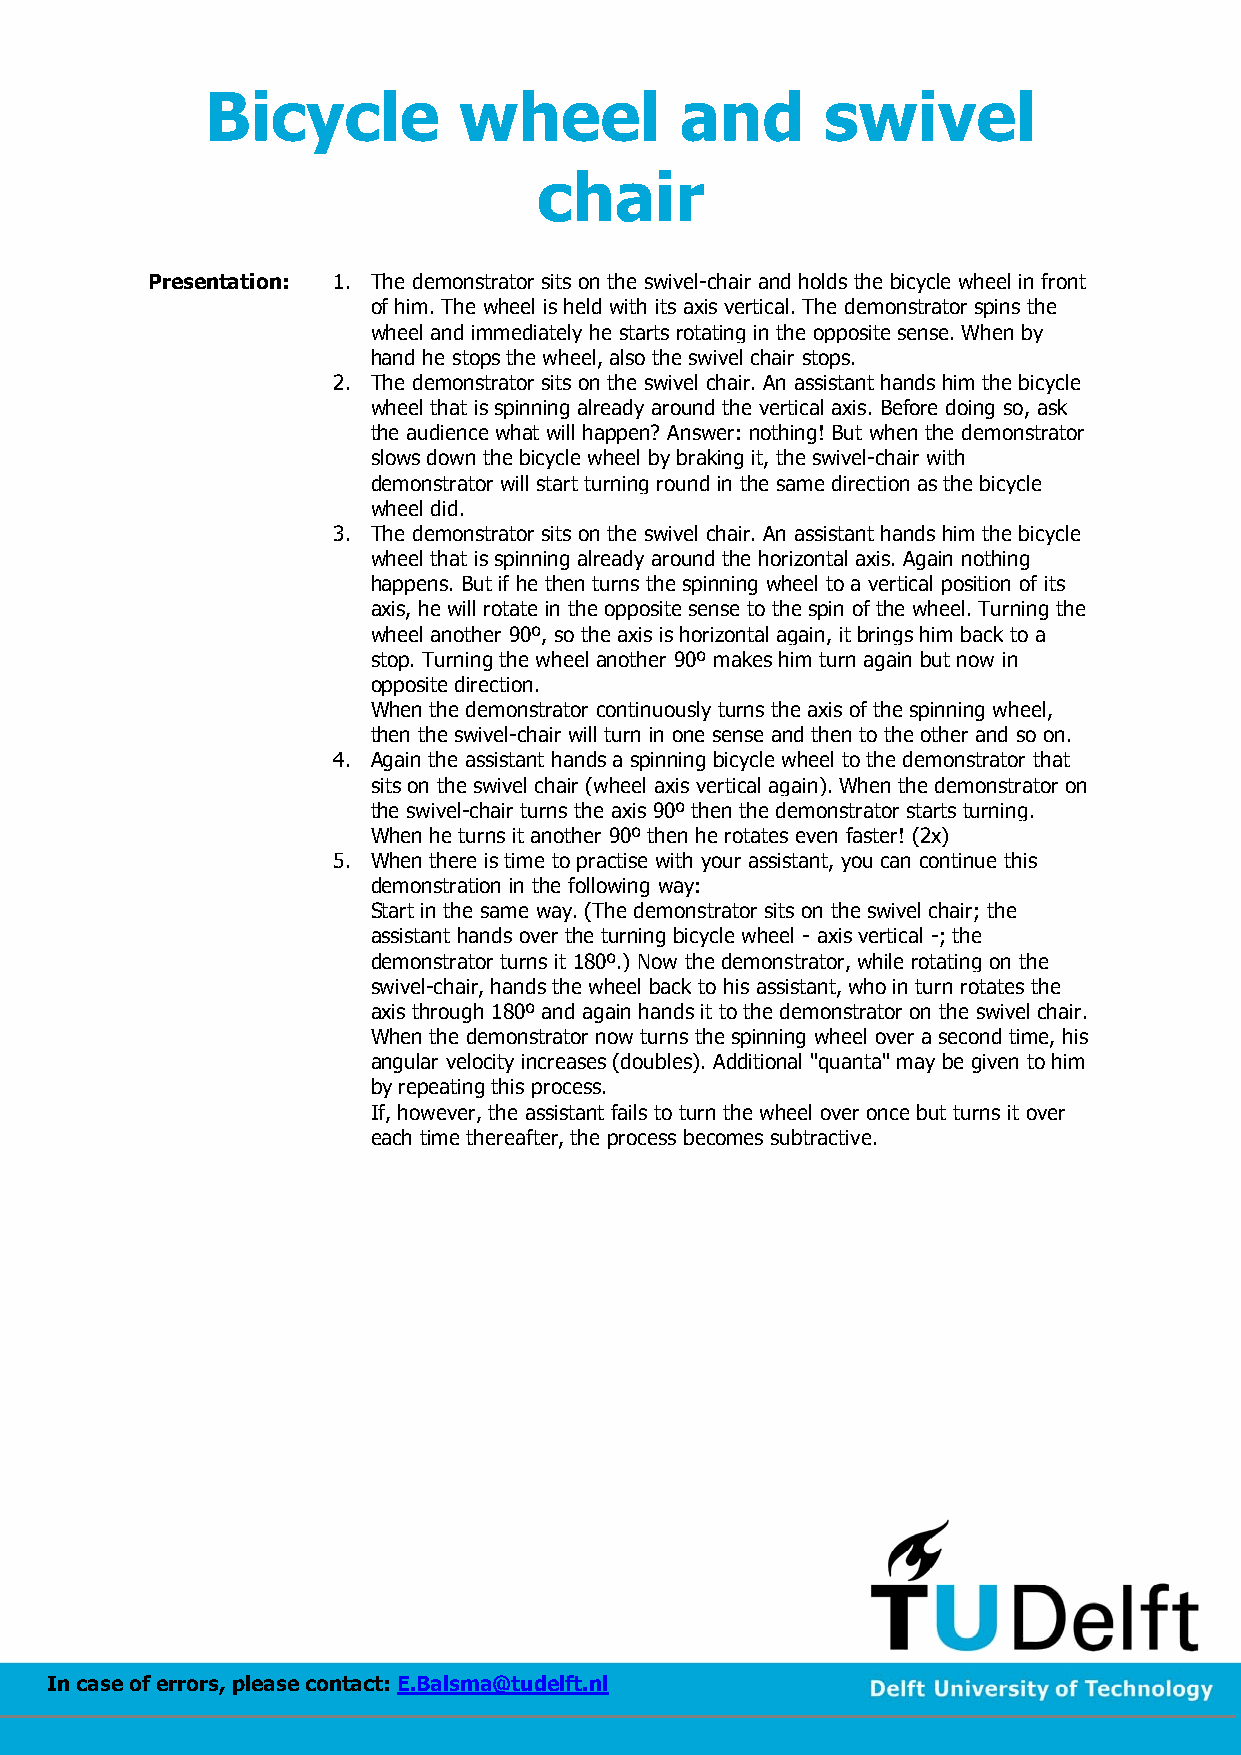 Bicycle wheel and swivel
chair
Presentation: 1. The demonstrator sits on the swivel-chair and holds the bicycle wheel in front
of him. The wheel is held with its axis vertical. The demonstrator spins the
wheel and immediately he starts rotating in the opposite sense. When by
hand he stops the wheel, also the swivel chair stops.
2. The demonstrator sits on the swivel chair. An assistant hands him the bicycle
wheel that is spinning already around the vertical axis. Before doing so, ask
the audience what will happen? Answer: nothing! But when the demonstrator
slows down the bicycle wheel by braking it, the swivel-chair with
demonstrator will start turning round in the same direction as the bicycle
wheel did.
3. The demonstrator sits on the swivel chair. An assistant hands him the bicycle
wheel that is spinning already around the horizontal axis. Again nothing
happens. But if he then turns the spinning wheel to a vertical position of its
axis, he will rotate in the opposite sense to the spin of the wheel. Turning the
wheel another 90º, so the axis is horizontal again, it brings him back to a
stop. Turning the wheel another 90º makes him turn again but now in
opposite direction.
When the demonstrator continuously turns the axis of the spinning wheel,
then the swivel-chair will turn in one sense and then to the other and so on.
4. Again the assistant hands a spinning bicycle wheel to the demonstrator that
sits on the swivel chair (wheel axis vertical again). When the demonstrator on
the swivel-chair turns the axis 90º then the demonstrator starts turning.
When he turns it another 90º then he rotates even faster! (2x)
5. When there is time to practise with your assistant, you can continue this
demonstration in the following way:
Start in the same way. (The demonstrator sits on the swivel chair; the
assistant hands over the turning bicycle wheel - axis vertical -; the
demonstrator turns it 180º.) Now the demonstrator, while rotating on the
swivel-chair, hands the wheel back to his assistant, who in turn rotates the
axis through 180º and again hands it to the demonstrator on the swivel chair.
When the demonstrator now turns the spinning wheel over a second time, his
angular velocity increases (doubles). Additional "quanta" may be given to him
by repeating this process.
If, however, the assistant fails to turn the wheel over once but turns it over
each time thereafter, the process becomes subtractive.
TUDelft
In case of errors, please contact: E.Balsma@tudelft.nl
Delft University of Technology